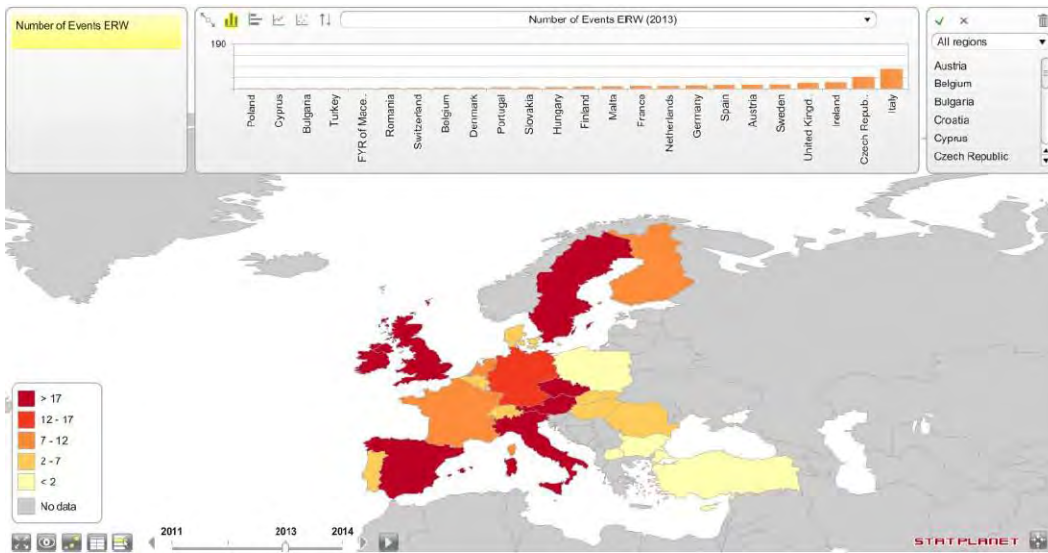 Number of Events ERW
Number of Events ERW (2013)
190
Poland
Cyprus
Bulgaria
Turkey
FYR of Mace..
Romania
Switzerland
Belgium
Denmark
Portugal
Slovakia
Hungary
Finland
Malta
France
Netherlands
Germany
Spain
Austria
Sweden
United Kingd..
Ireland
Czech Repub..
Italy
All regions
Austria
Belgium
Bulgaria
Croatia
Cyprus
Czech Republic
> 17
12 - 17
7 - 12
2 - 7
< 2
No data
2011
2013
2014
STATPLANET